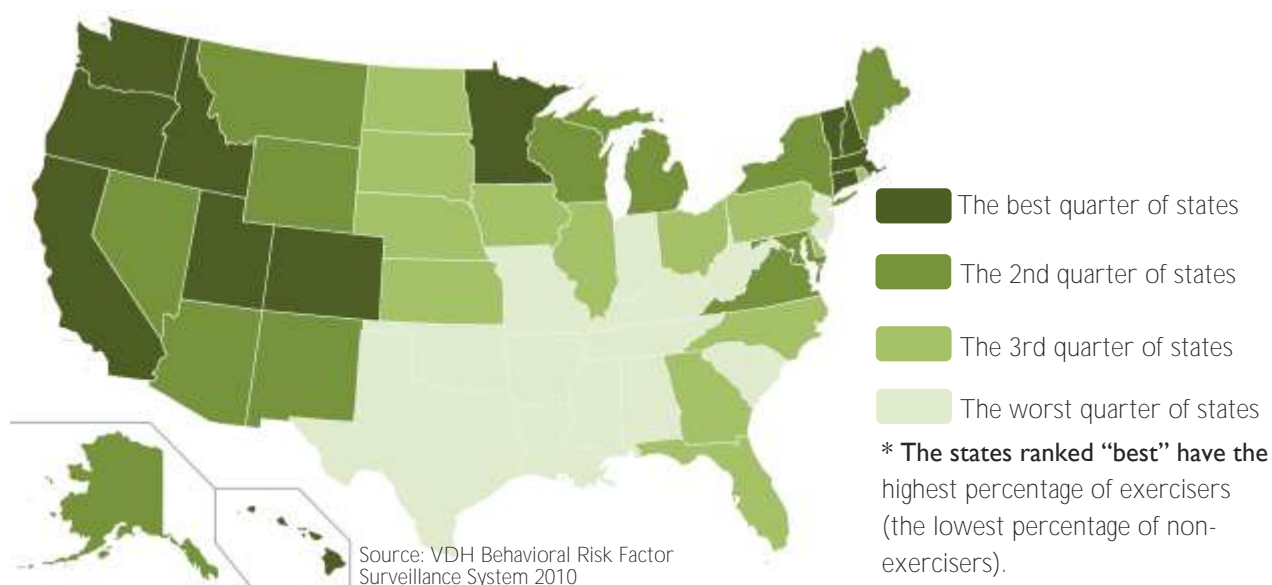 The best quarter of states
The 2nd quarter of states
The 3rd quarter of states
The worst quarter of states
* The states ranked “best” have the
highest percentage of exercisers
(the lowest percentage of non-
exercisers).
Source: VDH Behavioral Risk Factor
Surveillance System 2010